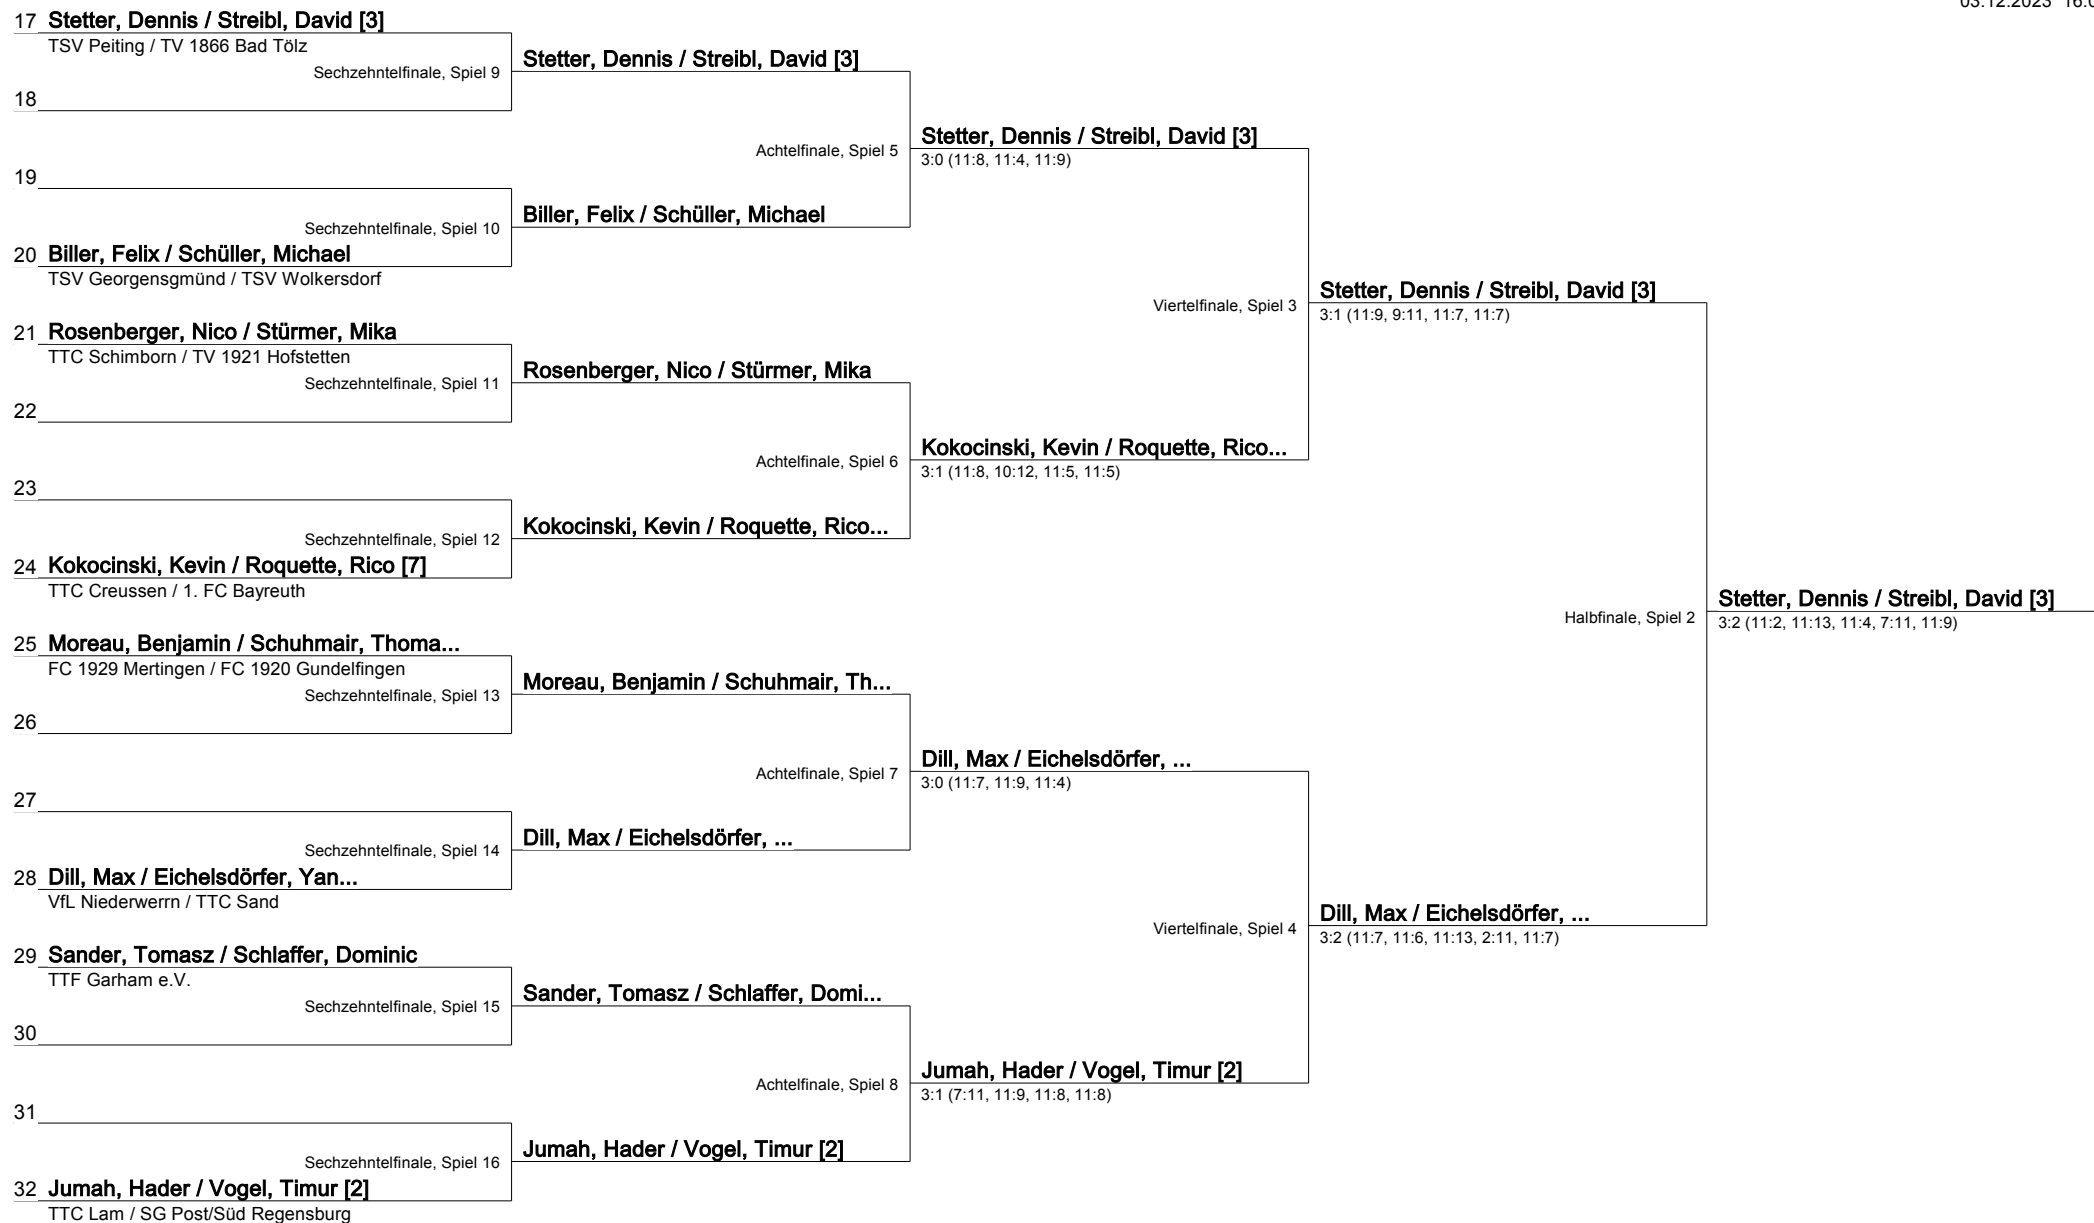 03.12.2023 16:0
17 Stetter, Dennis / Streibl, David [3]
TSV Peiting / TV 1866 Bad Tölz
Sechzehntelfinale, Spiel 9
Stetter, Dennis / Streibl, David [3]
18
Achtelfinale, Spiel 5
Stetter, Dennis / Streibl, David [3]
3:0 (11:8, 11:4, 11:9)
19
Sechzehntelfinale, Spiel 10
Biller, Felix / Schüller, Michael
20 Biller, Felix / Schüller, Michael
TSV Georgensgmünd / TSV Wolkersdorf
Viertelfinale, Spiel 3
Stetter, Dennis / Streibl, David [3]
3:1 (11:9, 9:11, 11:7, 11:7)
21 Rosenberger, Nico / Stürmer, Mika
TTC Schimborn / TV 1921 Hofstetten
Sechzehntelfinale, Spiel 11
Rosenberger, Nico / Stürmer, Mika
22
Achtelfinale, Spiel 6
Kokocinski, Kevin / Roquette, Rico...
3:1 (11:8, 10:12, 11:5, 11:5)
23
Sechzehntelfinale, Spiel 12
Kokocinski, Kevin / Roquette, Rico...
24 Kokocinski, Kevin / Roquette, Rico [7]
TTC Creussen / 1. FC Bayreuth
Halbfinale, Spiel 2
Stetter, Dennis / Streibl, David [3]
3:2 (11:2, 11:13, 11:4, 7:11, 11:9)
25 Moreau, Benjamin / Schuhmair, Thoma...
FC 1929 Mertingen / FC 1920 Gundelfingen
Sechzehntelfinale, Spiel 13
Moreau, Benjamin / Schuhmair, Th...
26
Achtelfinale, Spiel 7
Dill, Max / Eichelsdörfer, ...
3:0 (11:7, 11:9, 11:4)
27
Sechzehntelfinale, Spiel 14
Dill, Max / Eichelsdörfer, ...
28 Dill, Max / Eichelsdörfer, Yan...
VfL Niederwerrn / TTC Sand
Viertelfinale, Spiel 4
Dill, Max / Eichelsdörfer, ...
3:2 (11:7, 11:6, 11:13, 2:11, 11:7)
29 Sander, Tomasz / Schlaffer, Dominic
TTF Garham e.V.
Sechzehntelfinale, Spiel 15
Sander, Tomasz / Schlaffer, Domi...
30
Achtelfinale, Spiel 8
Jumah, Hader / Vogel, Timur [2]
3:1 (7:11, 11:9, 11:8, 11:8)
31
Sechzehntelfinale, Spiel 16
Jumah, Hader / Vogel, Timur [2]
32 Jumah, Hader / Vogel, Timur [2]
TTC Lam / SG Post/Süd Regensburg